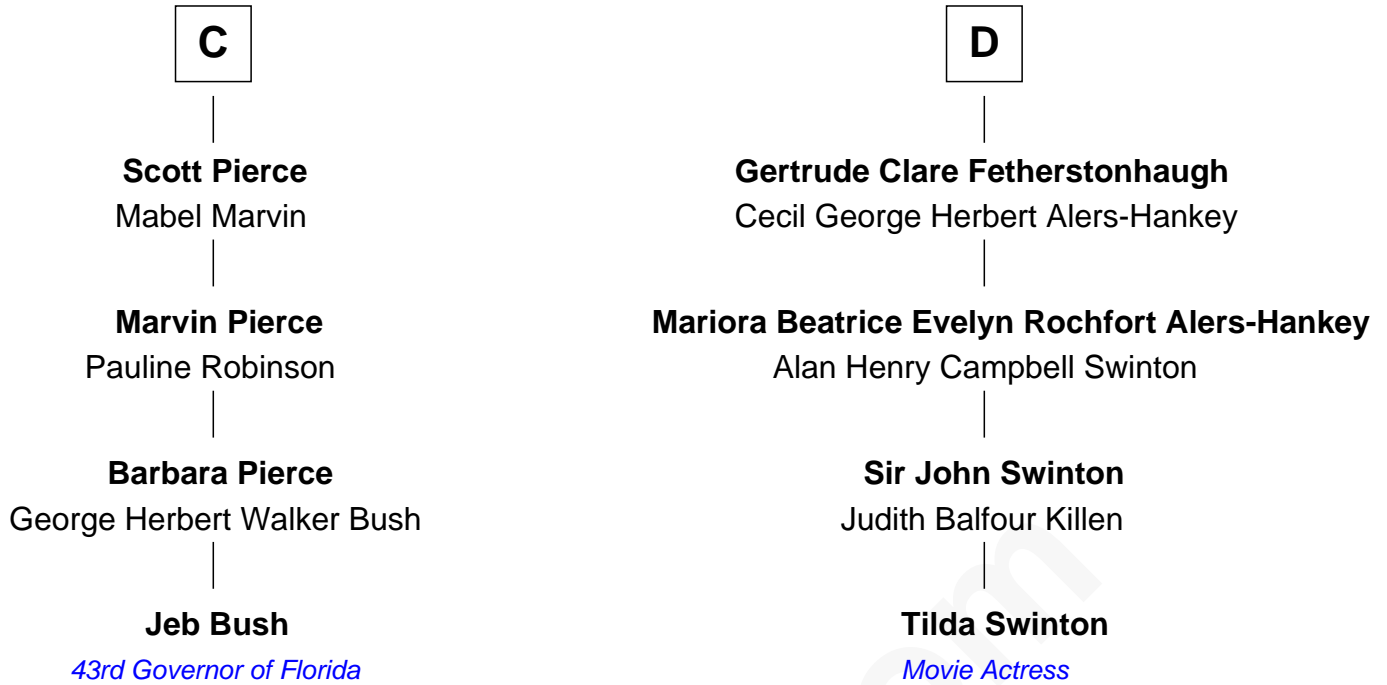 C
D
Scott Pierce
Mabel Marvin
Gertrude Clare Fetherstonhaugh
Cecil George Herbert Alers-Hankey
Marvin Pierce
Pauline Robinson
Mariora Beatrice Evelyn Rochfort Alers-Hankey
Alan Henry Campbell Swinton
Barbara Pierce
George Herbert Walker Bush
Sir John Swinton
Judith Balfour Killen
Jeb Bush
43rd Governor of Florida
Tilda Swinton
Movie Actress
om